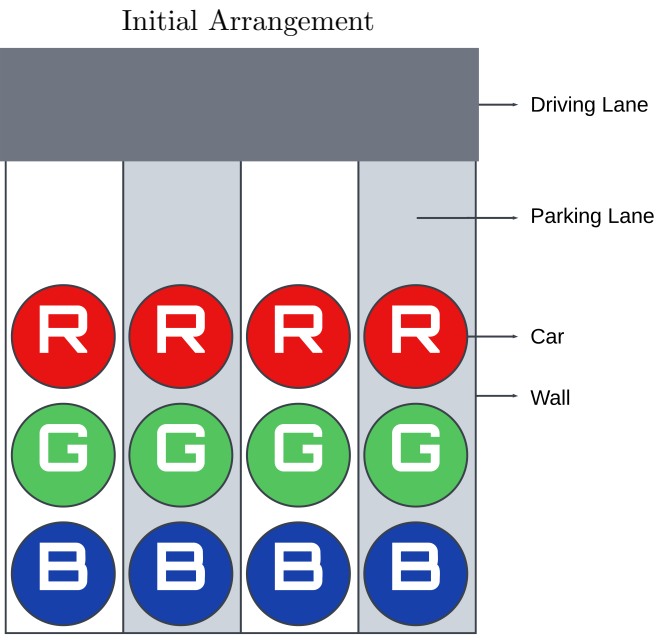 Initial Arrangement
Driving Lane
Parking Lane
R R R R
Car
Wall
G G G G
B B B B